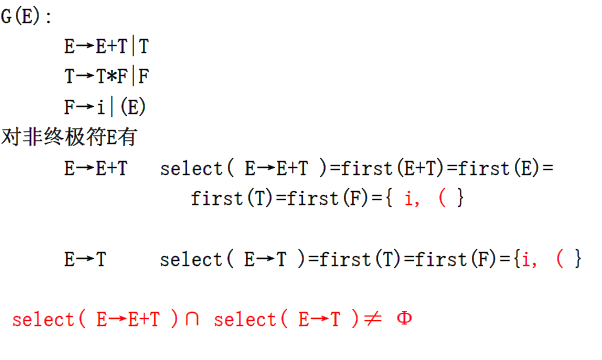 G(E):
E→E+T|T
T→T*F|F
F→i|(E)
对非终极符E有
E→E+T select( E→E+T )=first(E+T)=first(E)=
first(T)=first(F)={ i, ( }
E→T select( E→T )=first(T)=first(F)={i, ( }
select( E→E+T )∩ select( E→T )≠ Φ